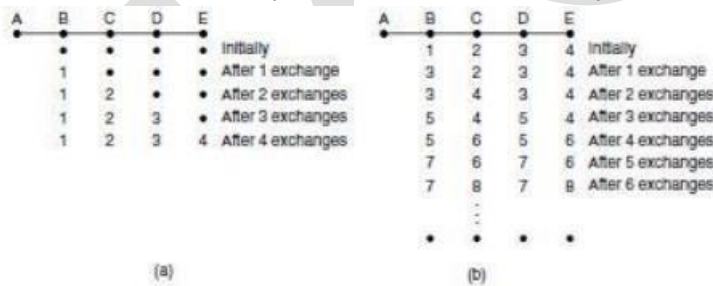 A B C D E
• • • • Initially
1 • • • After 1 exchange
1 2 • • After 2 exchanges
1 2 3 • After 3 exchanges
1 2 3 4 After 4 exchanges
(a)
A B C D E
1 2 3 4 Initially
3 2 3 4 After 1 exchange
3 4 3 4 After 2 exchanges
5 4 5 4 After 3 exchanges
5 6 5 6 After 4 exchanges
7 6 7 6 After 5 exchanges
7 8 7 8 After 6 exchanges
⋮
• • • •
(b)